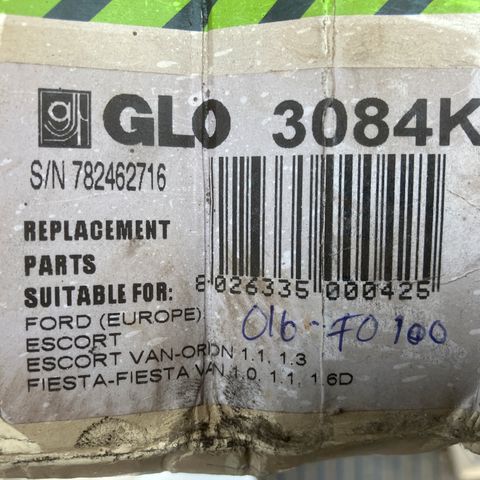 GLO 3084K
S/N 782462716
REPLACEMENT
PARTS
SUITABLE FOR:
8 026335 000425
FORD (EUROPE)
016-FO100
ESCORT
ESCORT VAN-ORION 1.1, 1.3
FIESTA-FIESTA VAN 1.0, 1.1, 1.6D